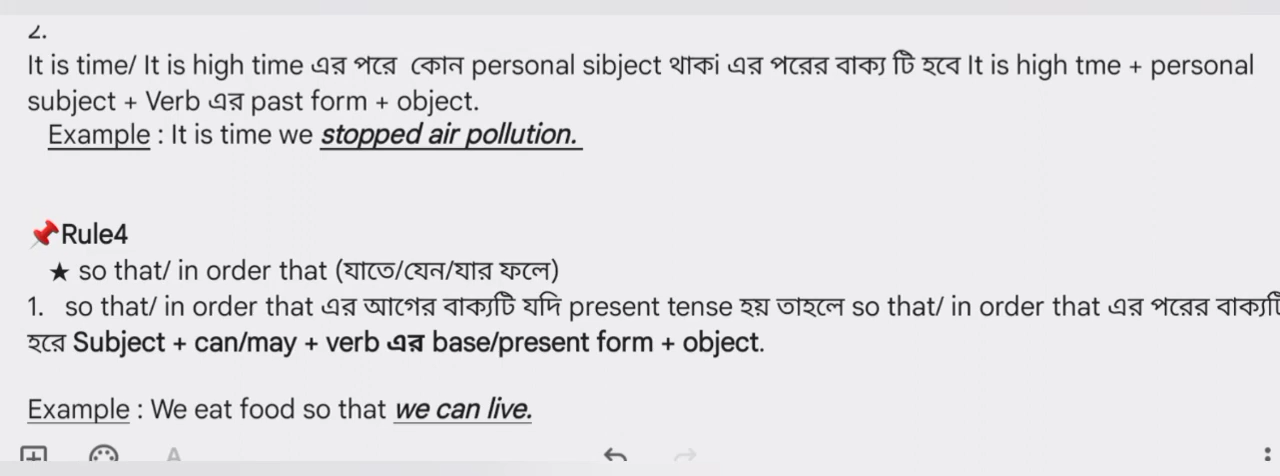 2.
It is time/ It is high time এর পরে কোন personal sibject থাকi এর পরের বাক্য টি হবে It is high tme + personal
subject + Verb এর past form + object.
Example : It is time we stopped air pollution.
📌Rule4
★ so that/ in order that (যাতে/যেন/যার ফলে)
1. so that/ in order that এর আগের বাক্যটি যদি present tense হয় তাহলে so that/ in order that এর পরের বাক্যটি
হবে Subject + can/may + verb এর base/present form + object.
Example : We eat food so that we can live.
A